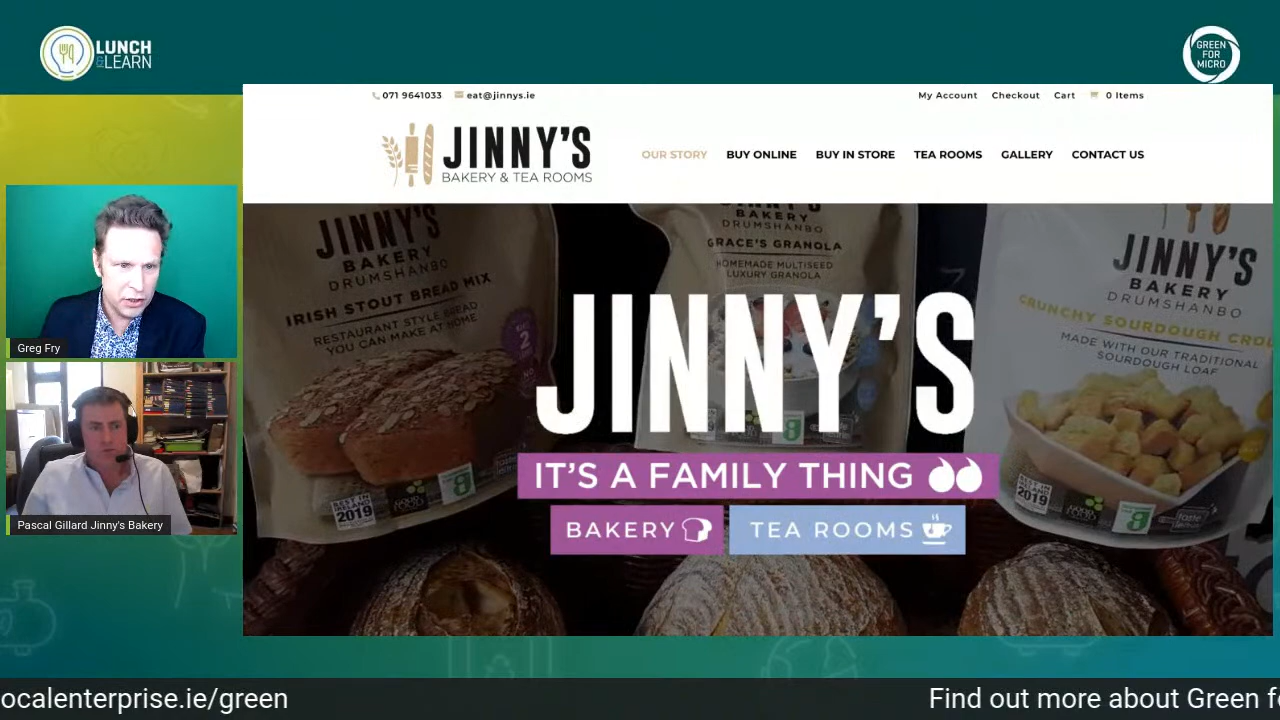 LUNCH
& LEARN
GREEN
FOR
MICRO
071 9641033 eat@jinnys.ie
My Account Checkout Cart 0 Items
JINNY'S
BAKERY & TEA ROOMS
OUR STORY BUY ONLINE BUY IN STORE TEA ROOMS GALLERY CONTACT US
Greg Fry
Pascal Gillard Jinny's Bakery
JINNY'S
BAKERY
DRUMSHANBO
IRISH STOUT BREAD MIX
RESTAURANT STYLE BREAD
YOU CAN MAKE AT HOME
2
BEST IN
2019
BAKERY
DRUMSHANBO
GRACE'S GRANOLA
HOMEMADE MULTISEED
LUXURY GRANOLA
JINNY'S
BAKERY
DRUMSHANBO
CRUNCHY SOURDOUGH CROU
MADE WITH OUR TRADITIONAL
SOURDOUGH LOAF
2019
JINNY'S
IT'S A FAMILY THING
BAKERY
TEA ROOMS
ocalenterprise.ie/green
Find out more about Green fo